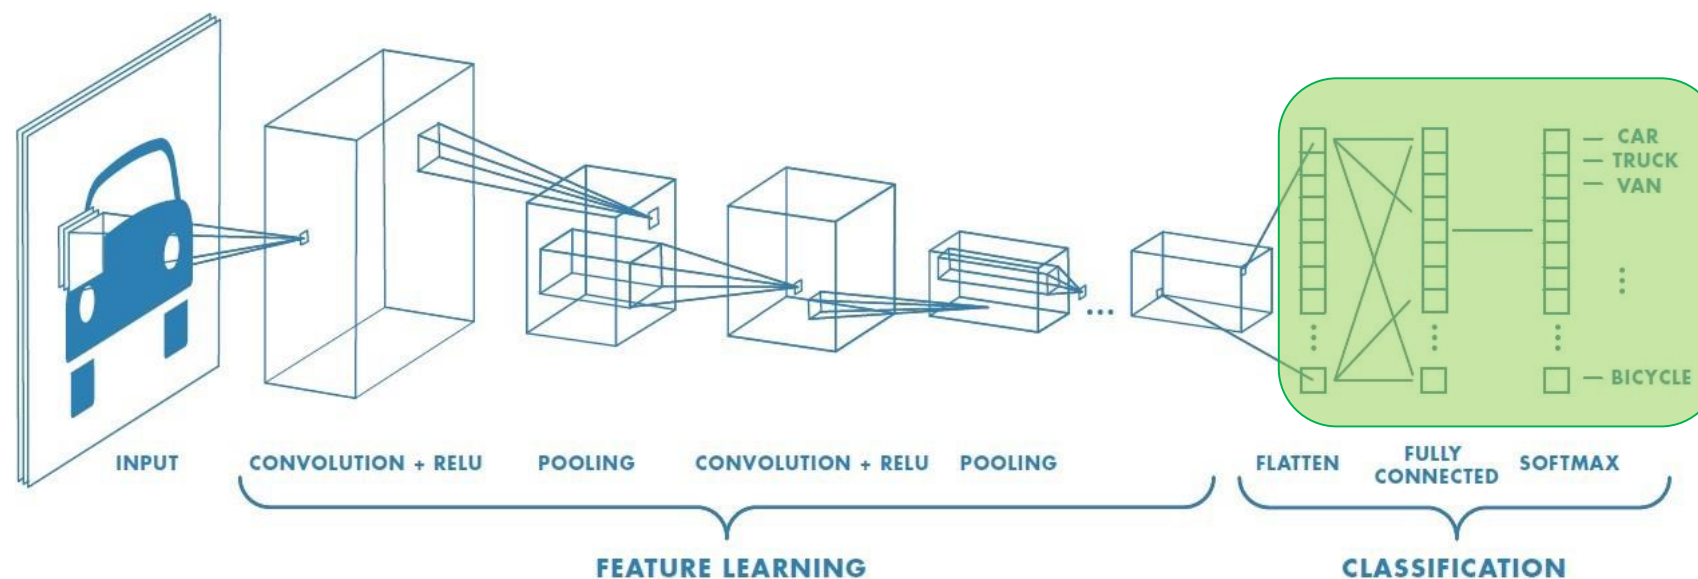 CAR
TRUCK
VAN
BICYCLE
INPUT
CONVOLUTION + RELU
POOLING
CONVOLUTION + RELU
POOLING
FLATTEN
FULLY
CONNECTED
SOFTMAX
FEATURE LEARNING
CLASSIFICATION